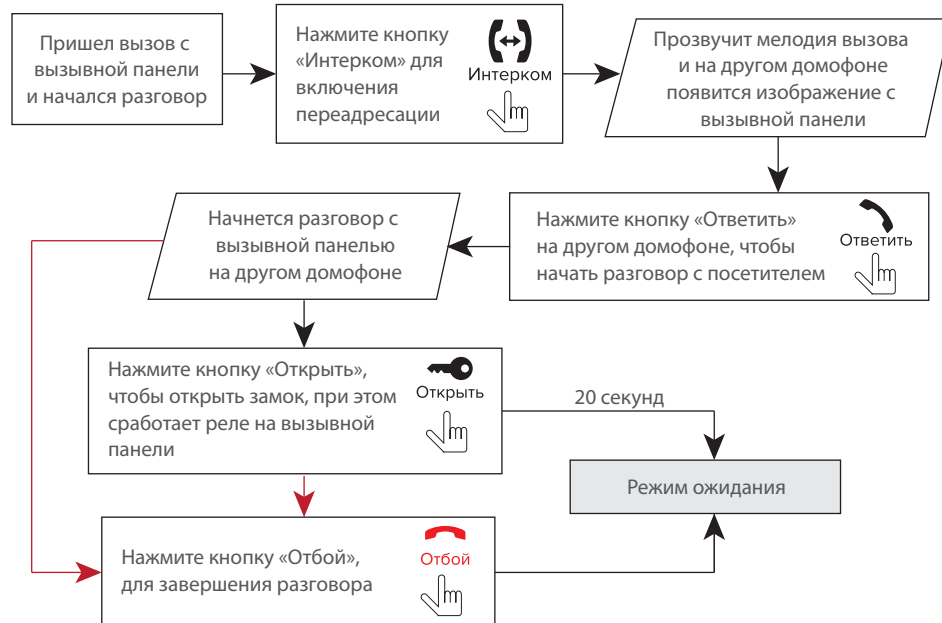 Пришел вызов с
вызывной панели
и начался разговор
Нажмите кнопку
«Интерком» для
включения
переадресации
Интерком
Прозвучит мелодия вызова
и на другом домофоне
появится изображение с
вызывной панели
Нажмите кнопку «Ответить»
на другом домофоне, чтобы
начать разговор с посетителем
Ответить
Начнется разговор с
вызывной панелью
на другом домофоне
Нажмите кнопку «Открыть»,
чтобы открыть замок, при этом
сработает реле на вызывной
панели
Открыть
20 секунд
Режим ожидания
Нажмите кнопку «Отбой»,
для завершения разговора
Отбой